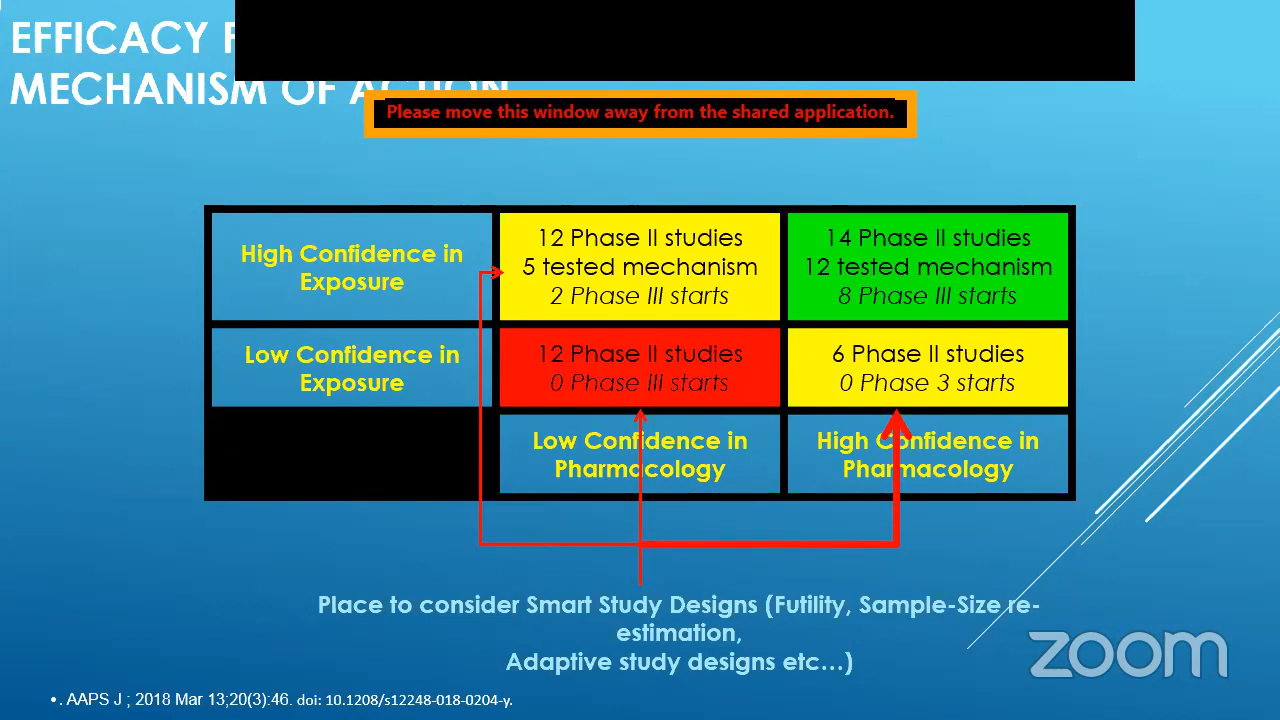 EFFICACY
MECHANISM OF ACTION
Please move this window away from the shared application.
High Confidence in
Exposure
12 Phase II studies
5 tested mechanism
2 Phase III starts
14 Phase II studies
12 tested mechanism
8 Phase III starts
Low Confidence in
Exposure
12 Phase II studies
0 Phase III starts
6 Phase II studies
0 Phase 3 starts
Low Confidence in
Pharmacology
High Confidence in
Pharmacology
Place to consider Smart Study Designs (Futility, Sample-Size re-
estimation,
Adaptive study designs etc…)
zoom
•. AAPS J ; 2018 Mar 13;20(3):46. doi: 10.1208/s12248-018-0204-y.